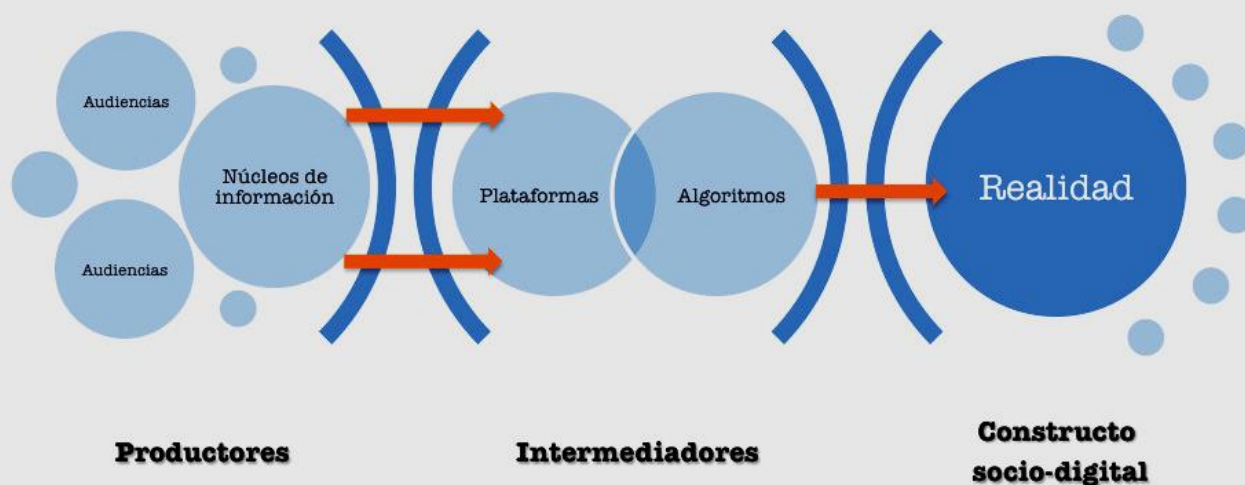 Audiencias
Núcleos de
información
Audiencias
Plataformas
Algoritmos
Realidad
Productores
Intermediadores
Constructo
socio-digital